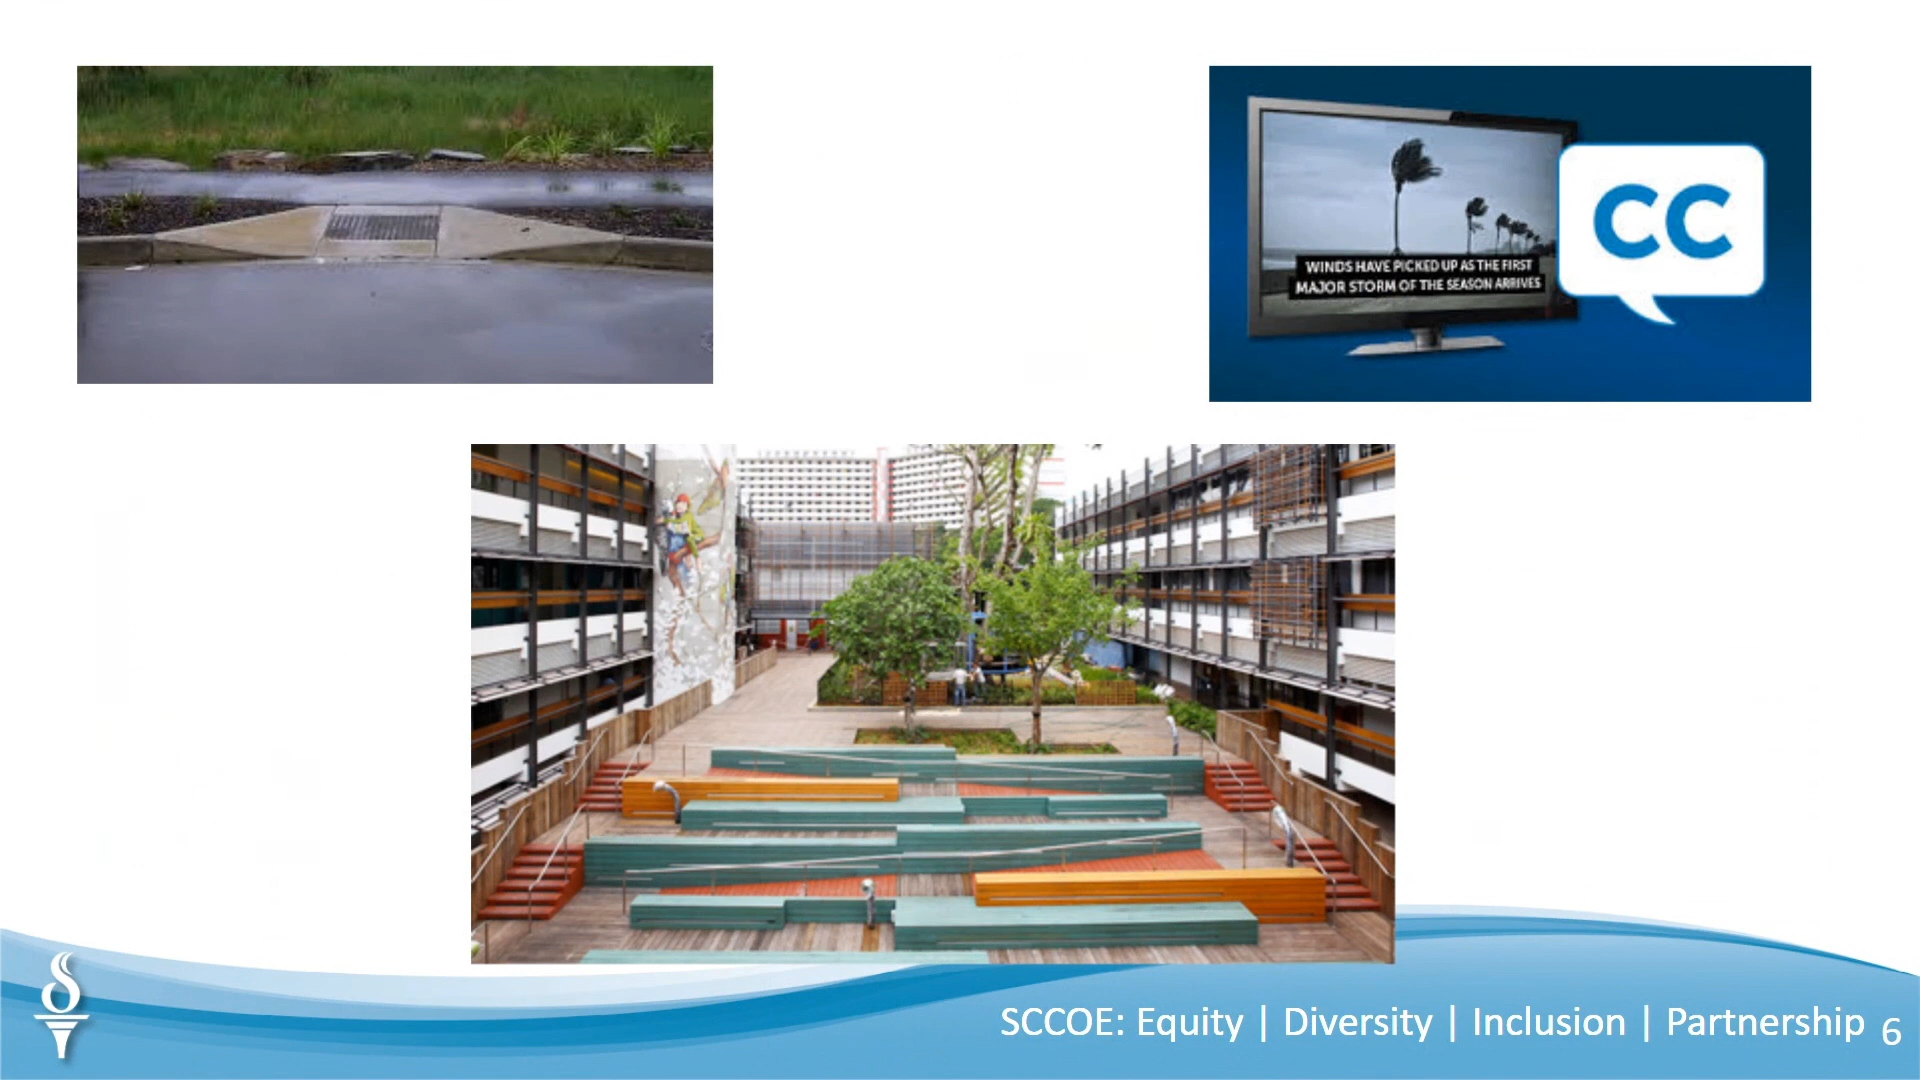 WINDS HAVE PICKED UP AS THE FIRST
MAJOR STORM OF THE SEASON ARRIVES
CC
SCCOE: Equity | Diversity | Inclusion | Partnership 6